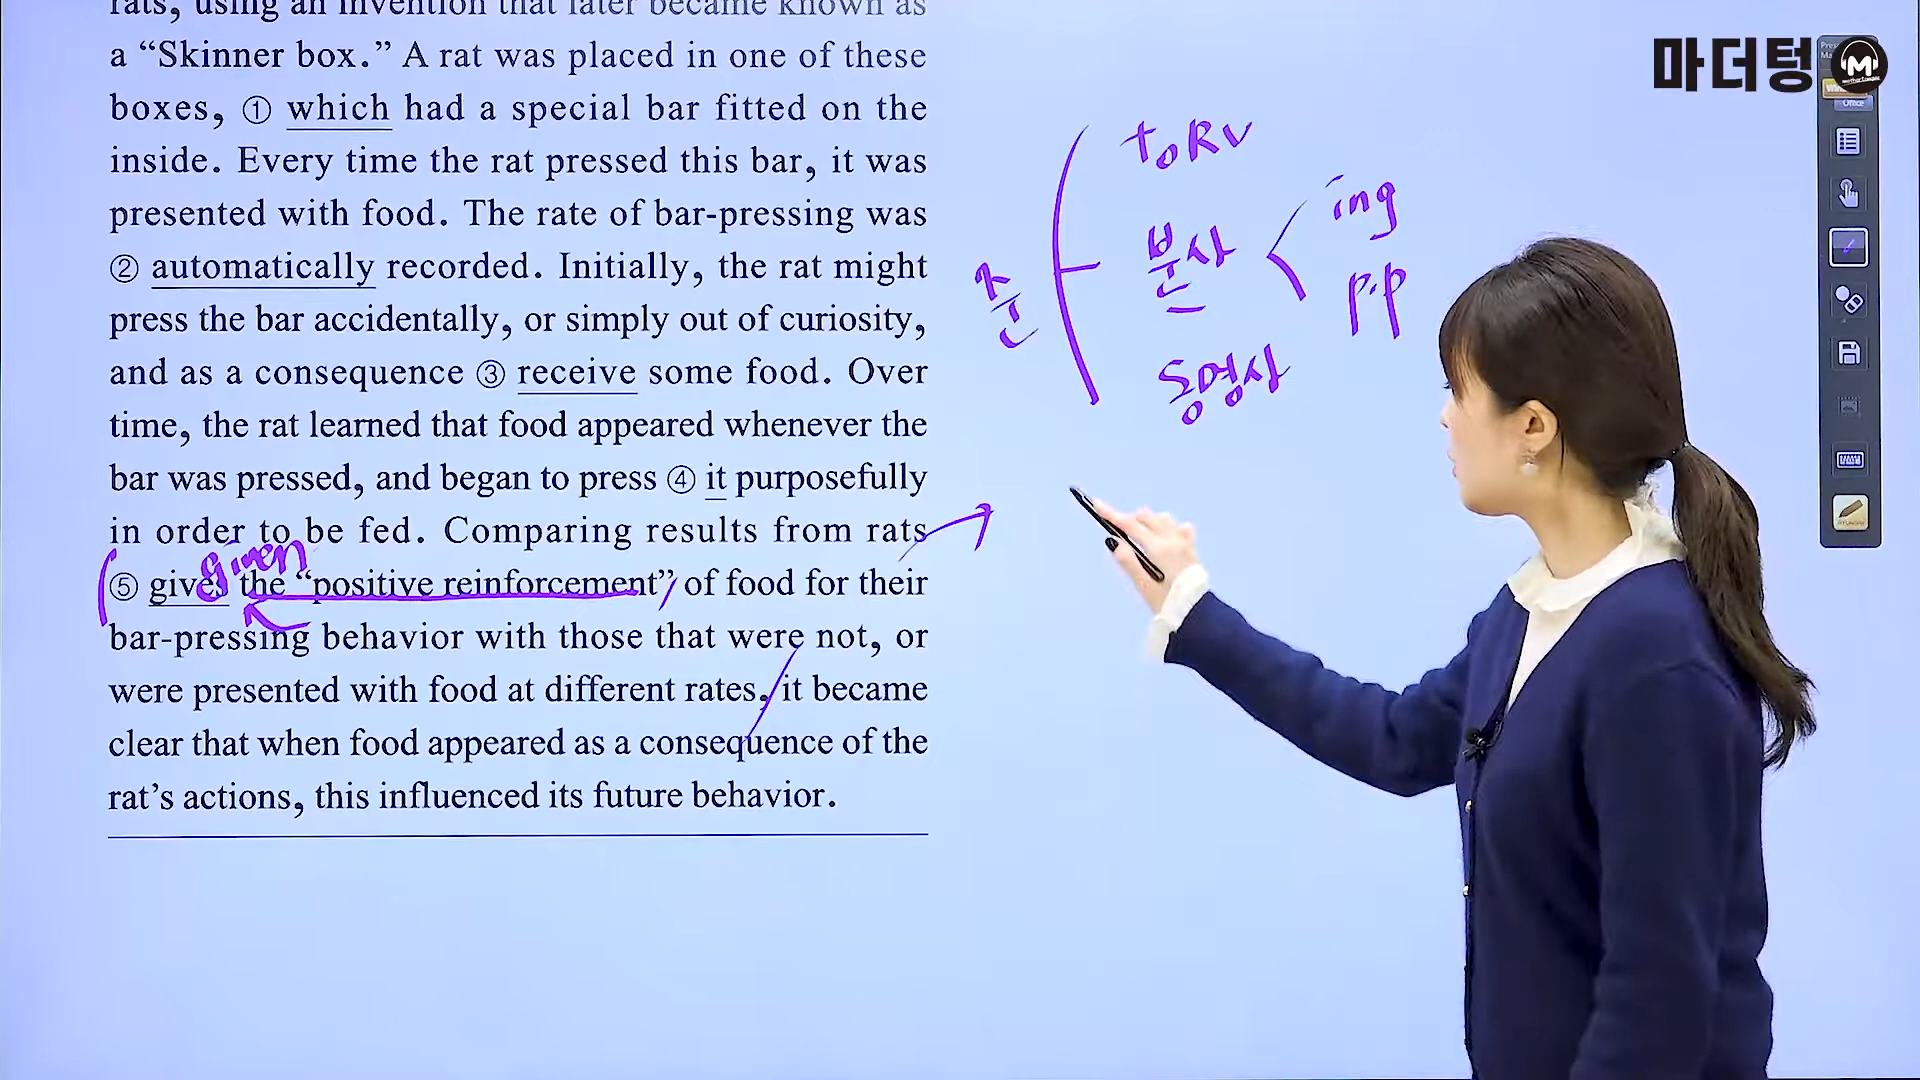 rats, using an invention that later became known as
a “Skinner box.” A rat was placed in one of these
boxes, ① which had a special bar fitted on the
inside. Every time the rat pressed this bar, it was
presented with food. The rate of bar-pressing was
② automatically recorded. Initially, the rat might
press the bar accidentally, or simply out of curiosity,
and as a consequence ③ receive some food. Over
time, the rat learned that food appeared whenever the
bar was pressed, and began to press ④ it purposefully
in order to be fed. Comparing results from rats
given
⑤ gives the “positive reinforcement” of food for their
bar-pressing behavior with those that were not, or
were presented with food at different rates, it became
clear that when food appeared as a consequence of the
rat’s actions, this influenced its future behavior.
준
toRV
분사
ing
p.p
동명사
마더텅
M
Office